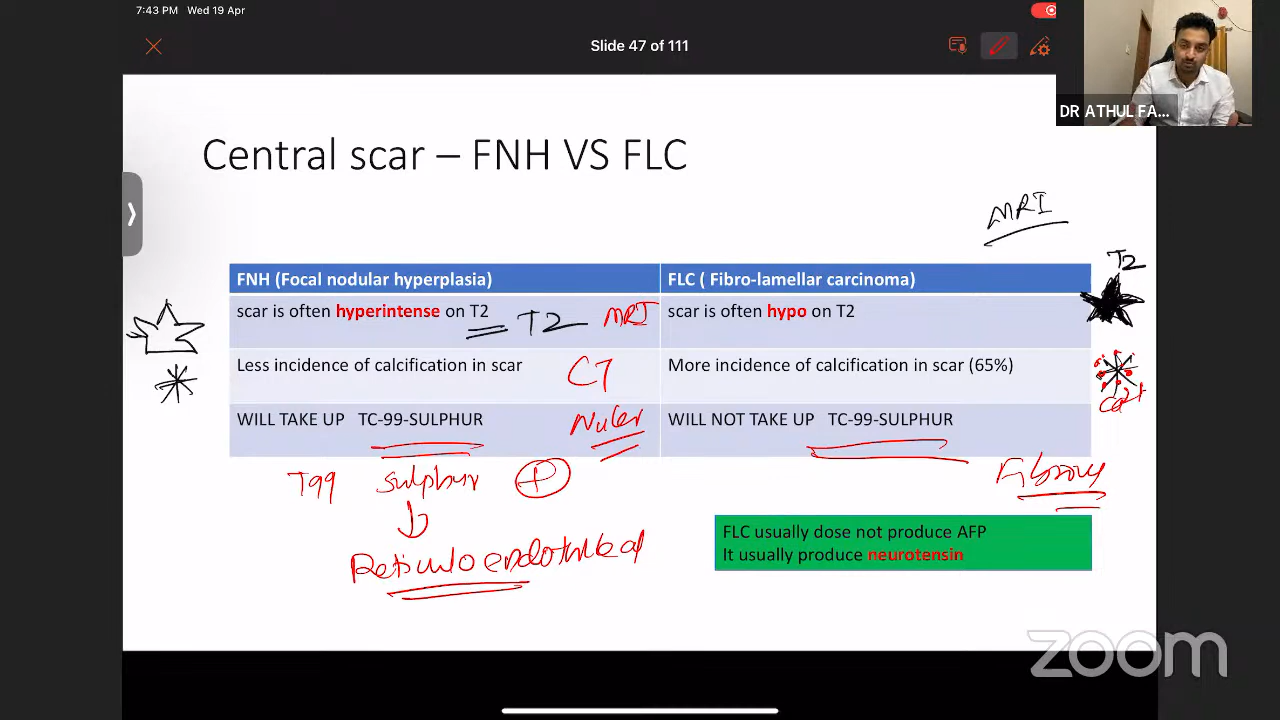 7:43 PM Wed 19 Apr
Slide 47 of 111
DR ATHUL FA...
Central scar – FNH VS FLC
MRI
FNH (Focal nodular hyperplasia)
FLC ( Fibro-lamellar carcinoma)
T2
scar is often hyperintense on T2
T2
MRI
scar is often hypo on T2
Less incidence of calcification in scar
CT
More incidence of calcification in scar (65%)
Ca2+
WILL TAKE UP TC-99-SULPHUR
WILL NOT TAKE UP TC-99-SULPHUR
T99 sulphur +
FLC usually dose not produce AFP
It usually produce neurotensin
zoom